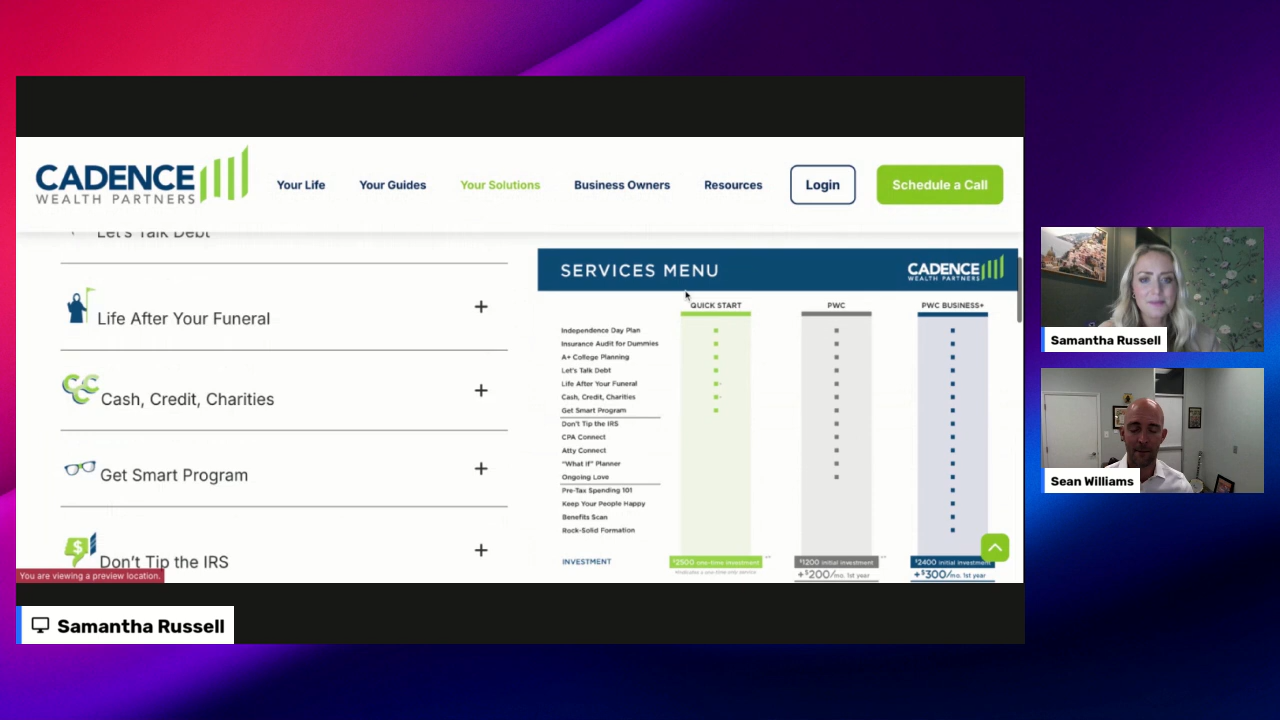 CADENCE
WEALTH PARTNERS
Your Life
Your Guides
Your Solutions
Business Owners
Resources
Login
Schedule a Call
Let's Talk Debt
Life After Your Funeral
+
Cash, Credit, Charities
+
Get Smart Program
+
Don't Tip the IRS
+
You are viewing a preview location.
SERVICES MENU
CADENCE
WEALTH PARTNERS
QUICK START
PWC
PWC BUSINESS+
Independence Day Plan
Insurance Audit for Dummies
A+ College Planning
Let's Talk Debt
Life After Your Funeral
Cash, Credit, Charities
Get Smart Program
Don't Tip the IRS
CPA Connect
Atty Connect
"What If" Planner
Ongoing Love
Pre-Tax Spending 101
Keep Your People Happy
Benefits Scan
Rock-Solid Formation
INVESTMENT
$2500 one-time investment
$1200 initial investment
+$200/mo. 1st year
$2400 initial investment
+$300/mo. 1st year
Samantha Russell
Samantha Russell
Sean Williams